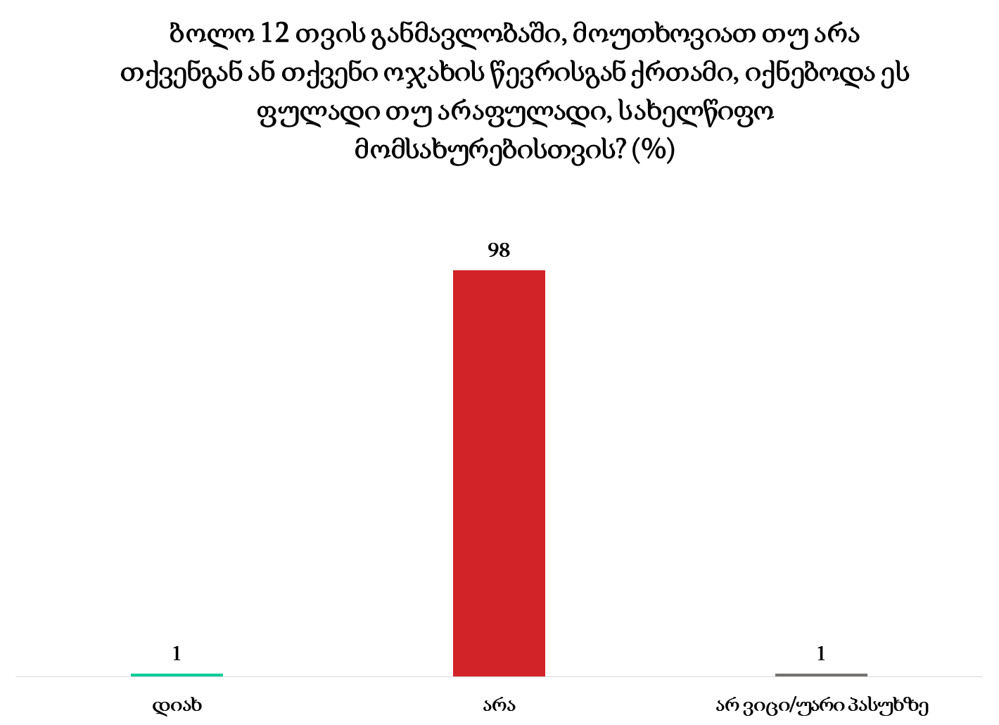 ბოლო 12 თვის განმავლობაში, მოუთხოვიათ თუ არა
თქვენგან ან თქვენი ოჯახის წევრისგან ქრთამი, იქნებოდა ეს
ფულადი თუ არაფულადი, სახელწიფო
მომსახურებისთვის? (%)
98
1
1
დიახ
არა
არ ვიცი/უარი პასუხზე